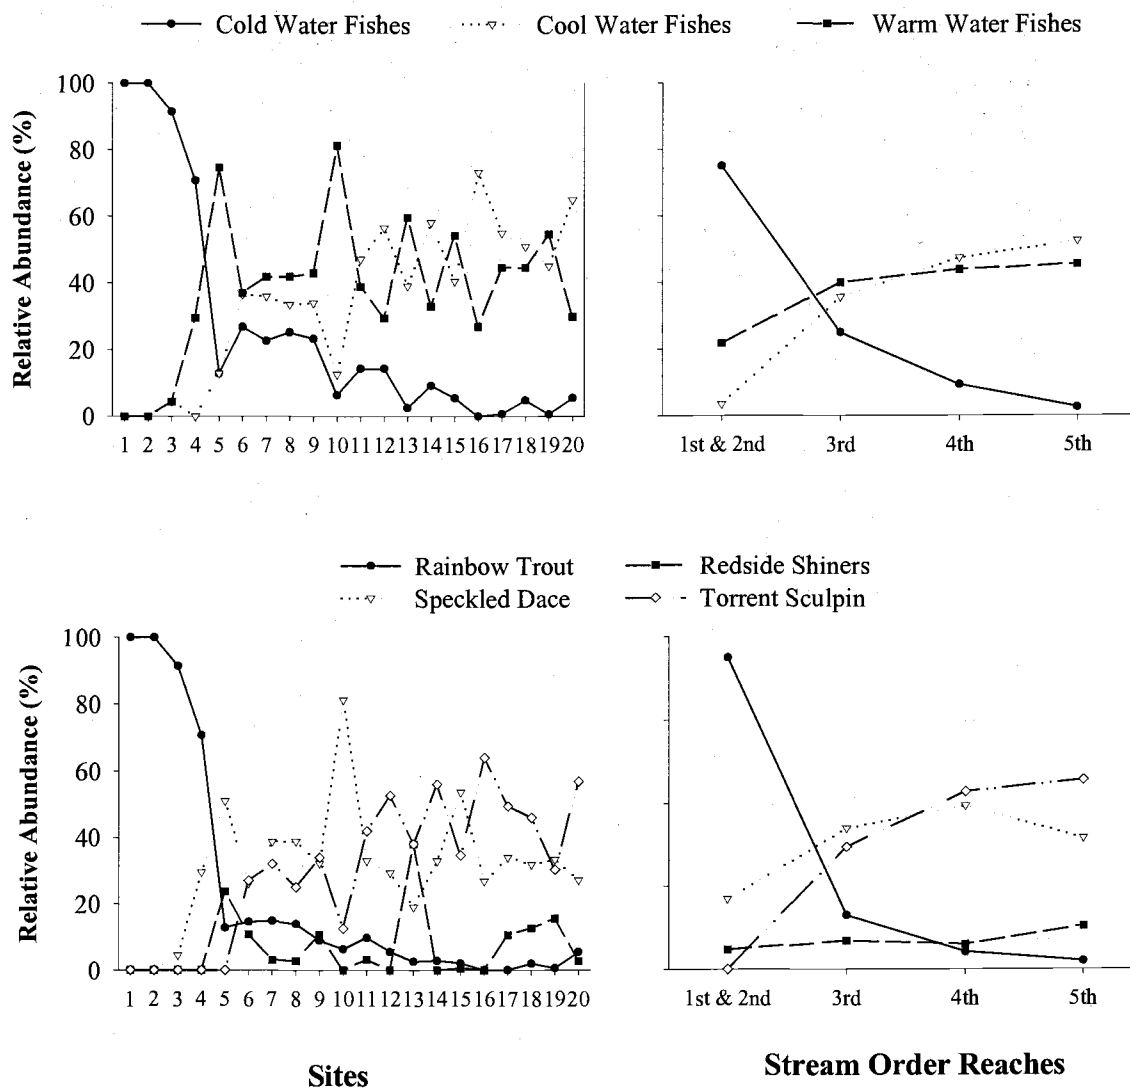 Cold Water Fishes Cool Water Fishes Warm Water Fishes
Relative Abundance (%)
100
80
60
40
20
0
1 2 3 4 5 6 7 8 9 10 11 12 13 14 15 16 17 18 19 20
1st & 2nd 3rd 4th 5th
Rainbow Trout Redside Shiners
Speckled Dace Torrent Sculpin
Relative Abundance (%)
100
80
60
40
20
0
1 2 3 4 5 6 7 8 9 10 11 12 13 14 15 16 17 18 19 20
1st & 2nd 3rd 4th 5th
Sites
Stream Order Reaches